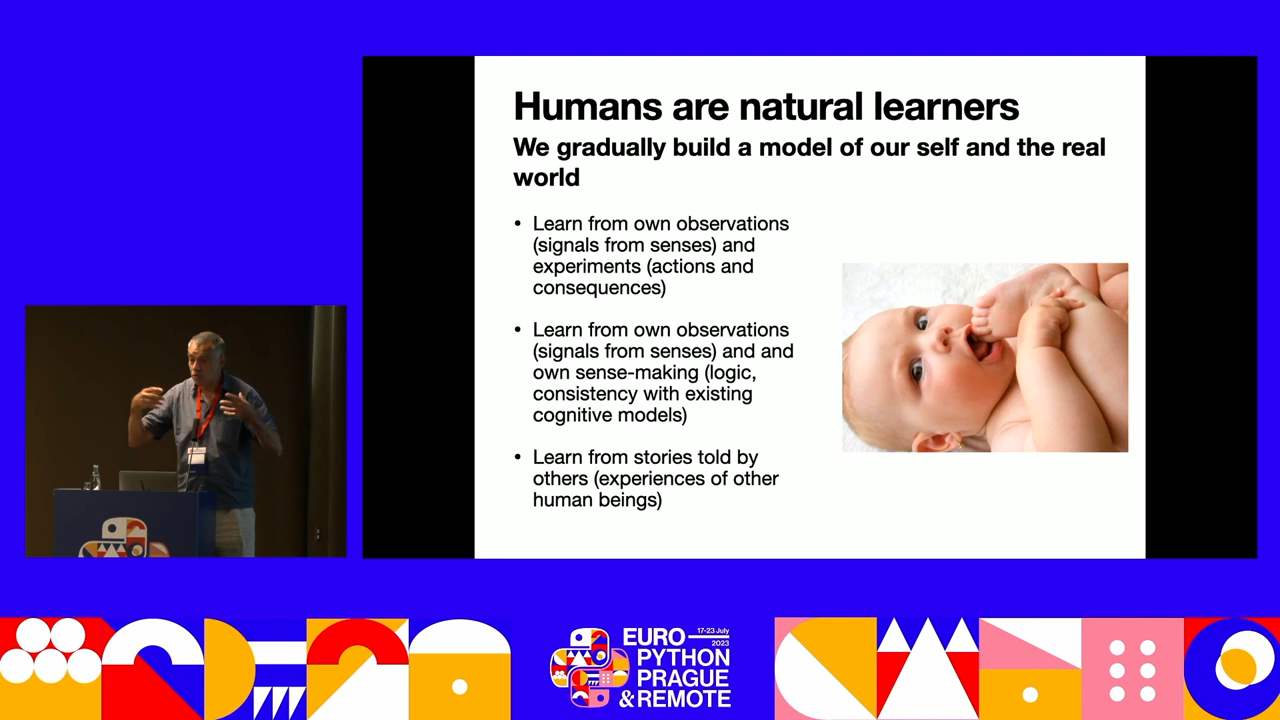 Humans are natural learners
We gradually build a model of our self and the real
world
• Learn from own observations
(signals from senses) and
experiments (actions and
consequences)
• Learn from own observations
(signals from senses) and and
own sense-making (logic,
consistency with existing
cognitive models)
• Learn from stories told by
others (experiences of other
human beings)
EURO 17-23 July
2023
PYTHON
PRAGUE
& REMOTE